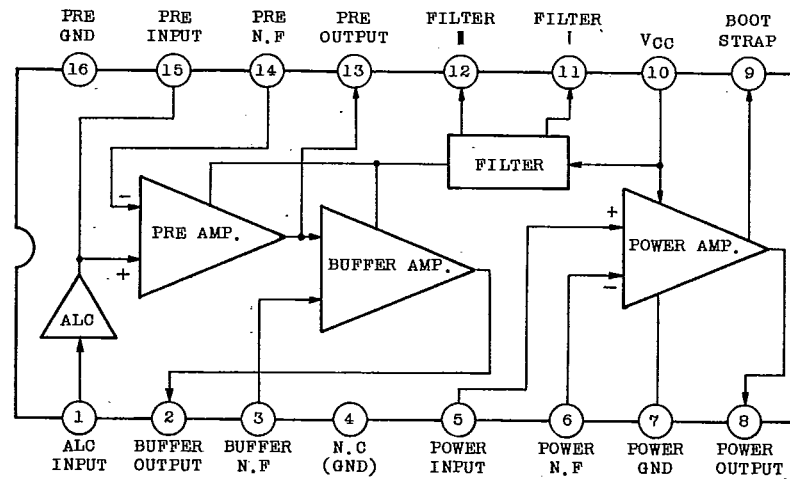 PRE GND
PRE INPUT
PRE N.F
PRE OUTPUT
FILTER II
FILTER I
VCC
BOOT STRAP
16
15
14
13
12
11
10
9
FILTER
-
+
PRE AMP.
BUFFER AMP.
+
-
POWER AMP.
ALC
1
2
3
4
5
6
7
8
ALC INPUT
BUFFER OUTPUT
BUFFER N.F
N.C (GND)
POWER INPUT
POWER N.F
POWER GND
POWER OUTPUT